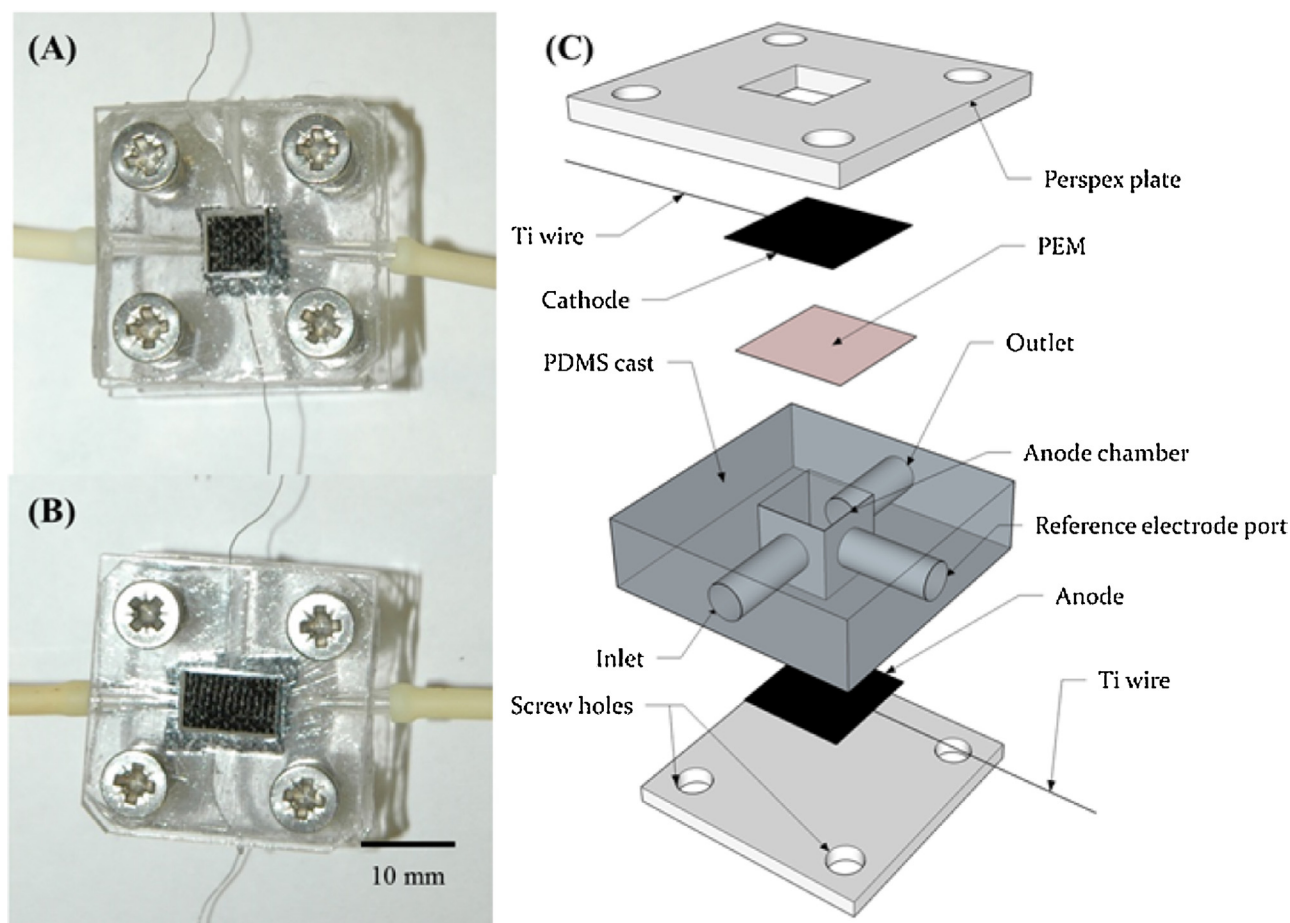 (A)
(B)
10 mm
(C)
Perspex plate
Ti wire
PEM
Cathode
Outlet
PDMS cast
Anode chamber
Reference electrode port
Anode
Inlet
Ti wire
Screw holes